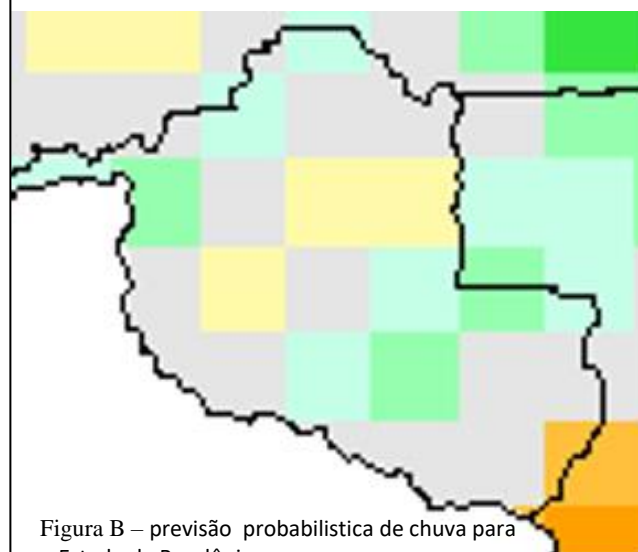 Figura B – previsão probabilistica de chuva para
o Estado de Rondônia